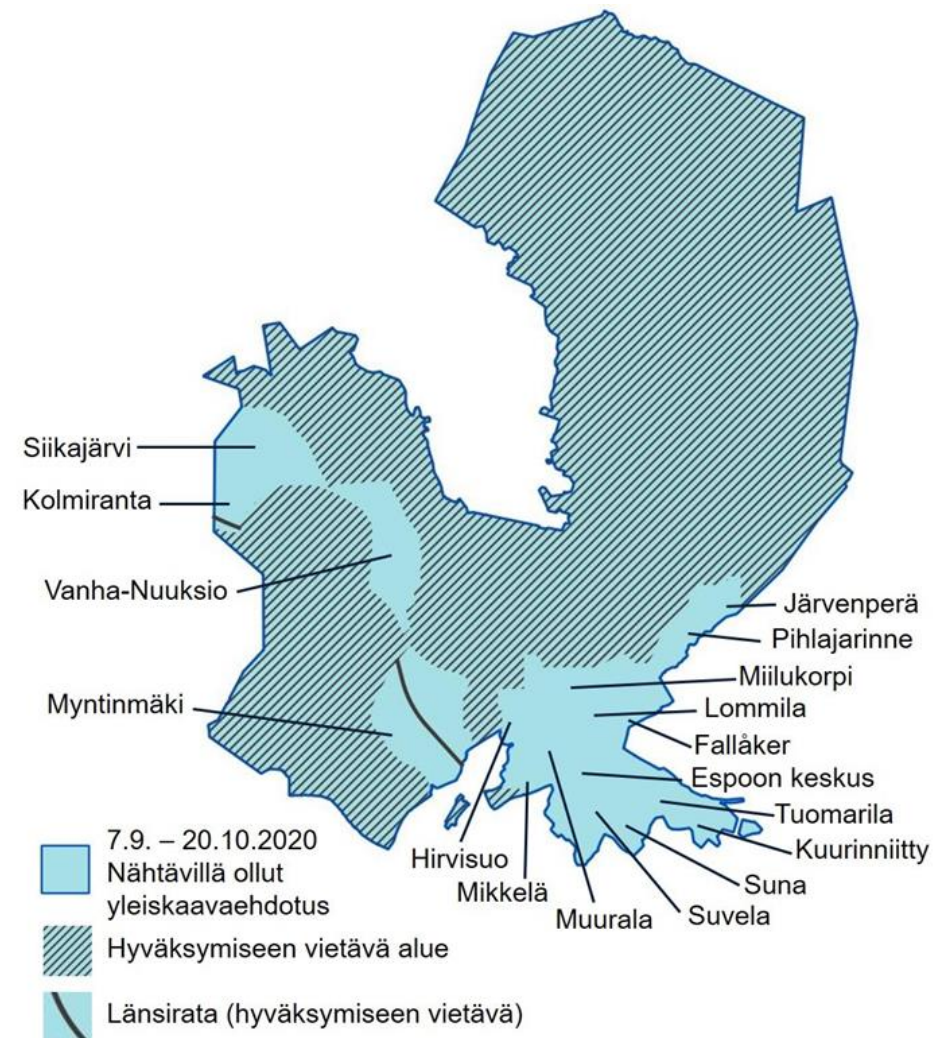 Siikajärvi
Kolmiranta
Vanha-Nuuksio
Myntinmäki
Järvenperä
Pihlajarinne
Miilukorpi
Lommila
Fallåker
Espoon keskus
Tuomarila
Kuurinniitty
Suna
Suvela
Muurala
Mikkelä
Hirvisuo
7.9. – 20.10.2020
Nähtävillä ollut
yleiskaavaehdotus
Hyväksymiseen vietävä alue
Länsirata (hyväksymiseen vietävä)